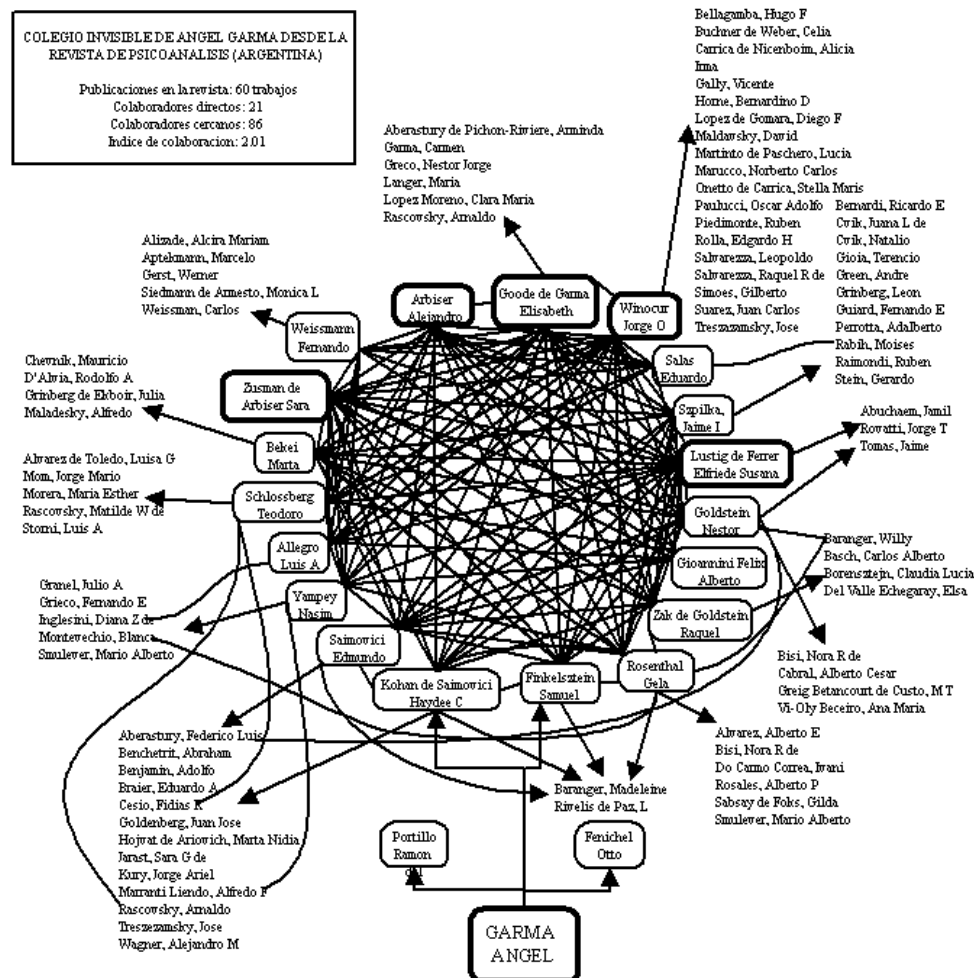 COLEGIO INVISIBLE DE ANGEL GARMA DESDE LA
REVISTA DE PSICOANALISIS (ARGENTINA)
Publicaciones en la revista: 60 trabajos
Colaboradores directos: 21
Colaboradores cercanos: 86
Indice de colaboracion: 2.01
Bellagamba, Hugo F
Buchner de Weber, Celia
Carrica de Nicenboim, Alicia
Irma
Gally, Vicente
Horne, Bernardino D
Lopez de Gomara, Diego F
Maldawsky, David
Martinto de Paschero, Lucia
Marucco, Norberto Carlos
Onetto de Carrica, Stella Maris
Paulucci, Oscar Adolfo
Piedimonte, Ruben
Rolla, Edgardo H
Salvarezza, Leopoldo
Salvarezza, Raquel R de
Simoes, Gilberto
Suarez, Juan Carlos
Treszazamsky, Jose
Bernardi, Ricardo E
Cvik, Juana L de
Cvik, Natalio
Gioia, Terencio
Green, Andre
Grinberg, Leon
Guiard, Fernando E
Perrotta, Adalberto
Rabih, Moises
Raimondi, Ruben
Stein, Gerardo
Aberastury de Pichon-Riviere, Arminda
Garma, Carmen
Greco, Nestor Jorge
Langer, Maria
Lopez Moreno, Clara Maria
Rascowsky, Arnaldo
Alizade, Alcira Mariam
Aptekmann, Marcelo
Gerst, Werner
Siedmann de Armesto, Monica L
Weissman, Carlos
Arbiser
Alejandro
Goode de Garma
Elisabeth
Winocur
Jorge O
Weissmann
Fernando
Salas
Eduardo
Chevnik, Mauricio
D'Alvia, Rodolfo A
Grinberg de Ekboir, Julia
Maladesky, Alfredo
Zusman de
Arbiser Sara
Szpilka,
Jaime I
Abuchaem, Jamil
Rovatti, Jorge T
Tomas, Jaime
Bekei
Marta
Lustig de Ferrer
Elfriede Susana
Alvarez de Toledo, Luisa G
Mom, Jorge Mario
Morera, Maria Esther
Rascovsky, Matilde W de
Storni, Luis A
Schlossberg
Teodoro
Goldstein
Nestor
Baranger, Willy
Basch, Carlos Alberto
Borensztejn, Claudia Lucia
Del Valle Echegaray, Elsa
Allegro
Luis A
Gioannini Felix
Alberto
Granel, Julio A
Grieco, Fernando E
Inglesini, Diana Z de
Montevechio, Blanca
Smulever, Mario Alberto
Yampey
Nasim
Zak de Goldstein
Raquel
Saimovici
Edmundo
Kohan de Saimovici
Haydee C
Finkelsztein
Samuel
Rosenthal
Gela
Bisi, Nora R de
Cabral, Alberto Cesar
Greig Betancourt de Custo, M T
Vi-Oly Beceiro, Ana Maria
Aberastury, Federico Luis
Benchetrit, Abraham
Benjamin, Adolfo
Braier, Eduardo A
Cesio, Fidias R
Goldenberg, Juan Jose
Hojvat de Ariovich, Marta Nidia
Jarast, Sara G de
Kury, Jorge Ariel
Marranti Liendo, Alfredo F
Rascowsky, Arnaldo
Treszezamsky, Jose
Wagner, Alejandro M
Alvarez, Alberto E
Bisi, Nora R de
Do Carmo Correa, Iwani
Rosales, Alberto P
Sabsay de Foks, Gilda
Smulever, Mario Alberto
Baranger, Madeleine
Rivelis de Paz, L
Portillo
Ramon
del
Fenichel
Otto
GARMA
ANGEL